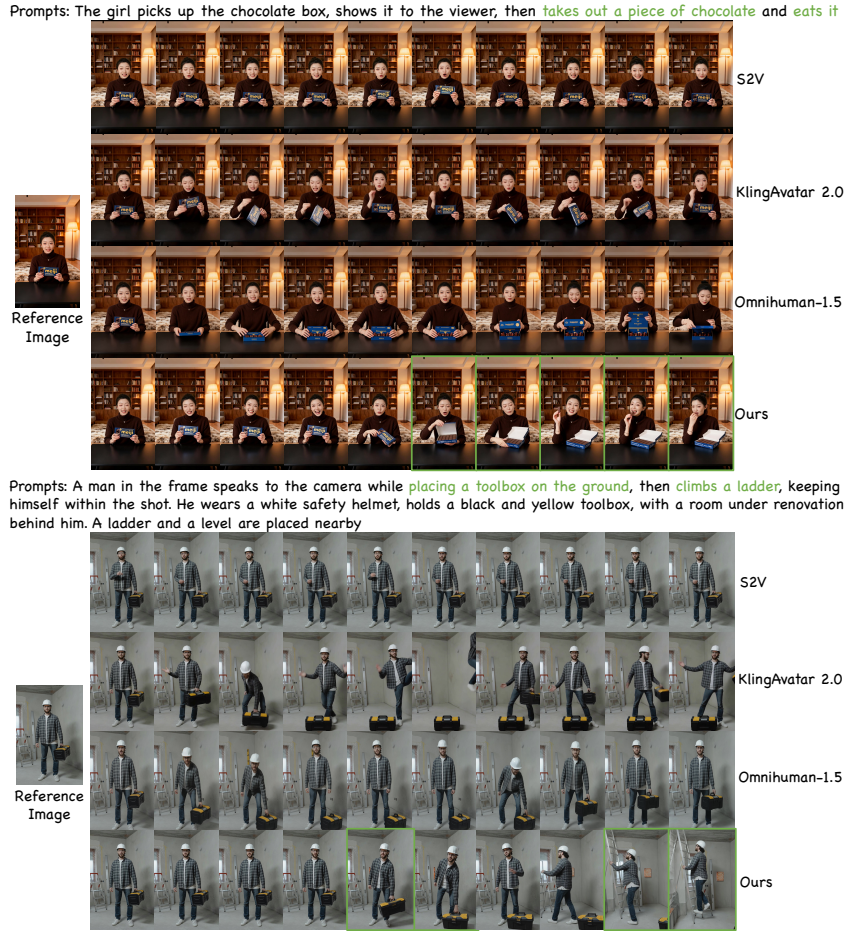 Prompts: The girl picks up the chocolate box, shows it to the viewer, then takes out a piece of chocolate and eats it
S2V
KlingAvatar 2.0
Omnihuman-1.5
Reference
Image
Ours
Prompts: A man in the frame speaks to the camera while placing a toolbox on the ground, then climbs a ladder, keeping
himself within the shot. He wears a white safety helmet, holds a black and yellow toolbox, with a room under renovation
behind him. A ladder and a level are placed nearby
S2V
KlingAvatar 2.0
Omnihuman-1.5
Reference
Image
Ours